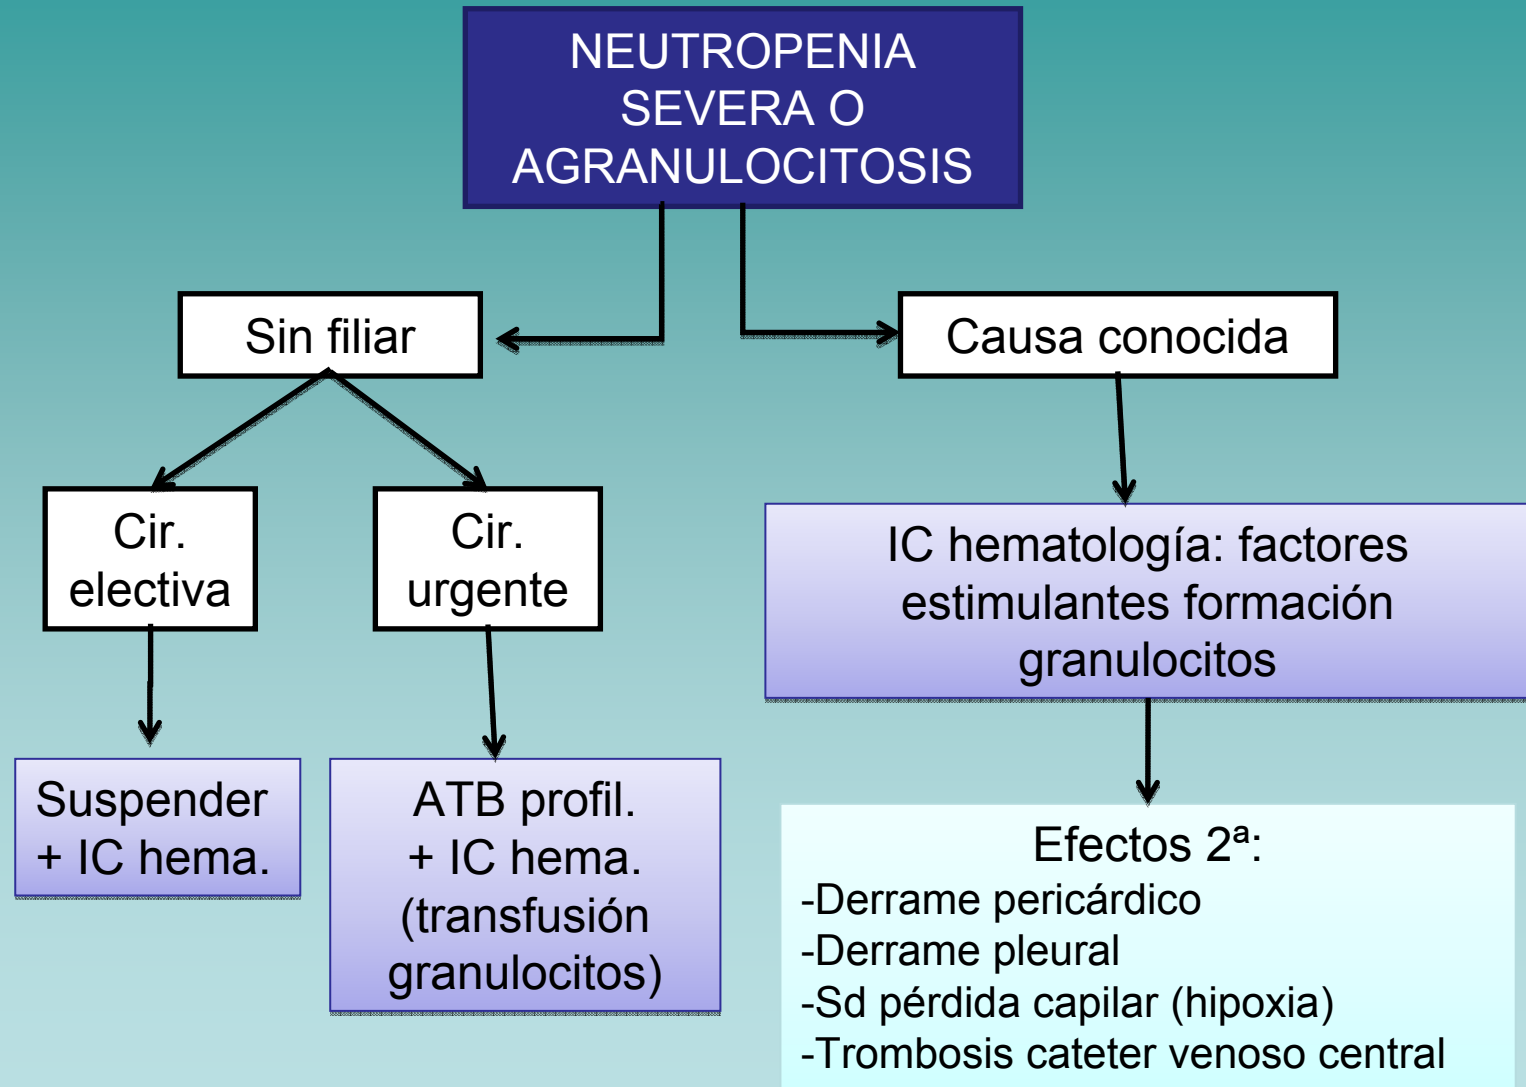 NEUTROPENIA
SEVERA O
AGRANULOCITOSIS
Sin filiar
Causa conocida
Cir.
electiva
Cir.
urgente
IC hematología: factores
estimulantes formación
granulocitos
Suspender
+ IC hema.
ATB profil.
+ IC hema.
(transfusión
granulocitos)
Efectos 2ª:
-Derrame pericárdico
-Derrame pleural
-Sd pérdida capilar (hipoxia)
-Trombosis cateter venoso central